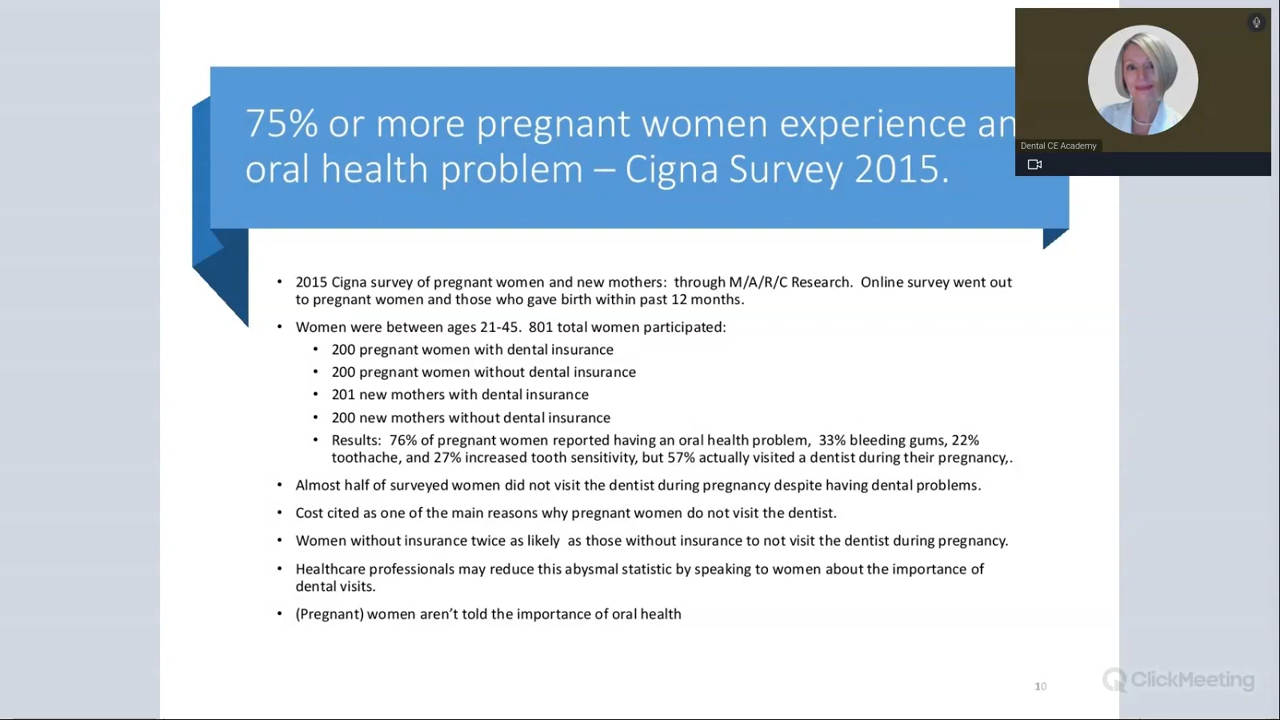 75% or more pregnant women experience an
oral health problem – Cigna Survey 2015.
Dental CE Academy
• 2015 Cigna survey of pregnant women and new mothers:  through M/A/R/C Research.  Online survey went out
to pregnant women and those who gave birth within past 12 months.
• Women were between ages 21-45.  801 total women participated:
• 200 pregnant women with dental insurance
• 200 pregnant women without dental insurance
• 201 new mothers with dental insurance
• 200 new mothers without dental insurance
• Results:  76% of pregnant women reported having an oral health problem,  33% bleeding gums, 22%
toothache, and 27% increased tooth sensitivity, but 57% actually visited a dentist during their pregnancy,.
• Almost half of surveyed women did not visit the dentist during pregnancy despite having dental problems.
• Cost cited as one of the main reasons why pregnant women do not visit the dentist.
• Women without insurance twice as likely  as those without insurance to not visit the dentist during pregnancy.
• Healthcare professionals may reduce this abysmal statistic by speaking to women about the importance of
dental visits.
• (Pregnant) women aren’t told the importance of oral health
10
ClickMeeting